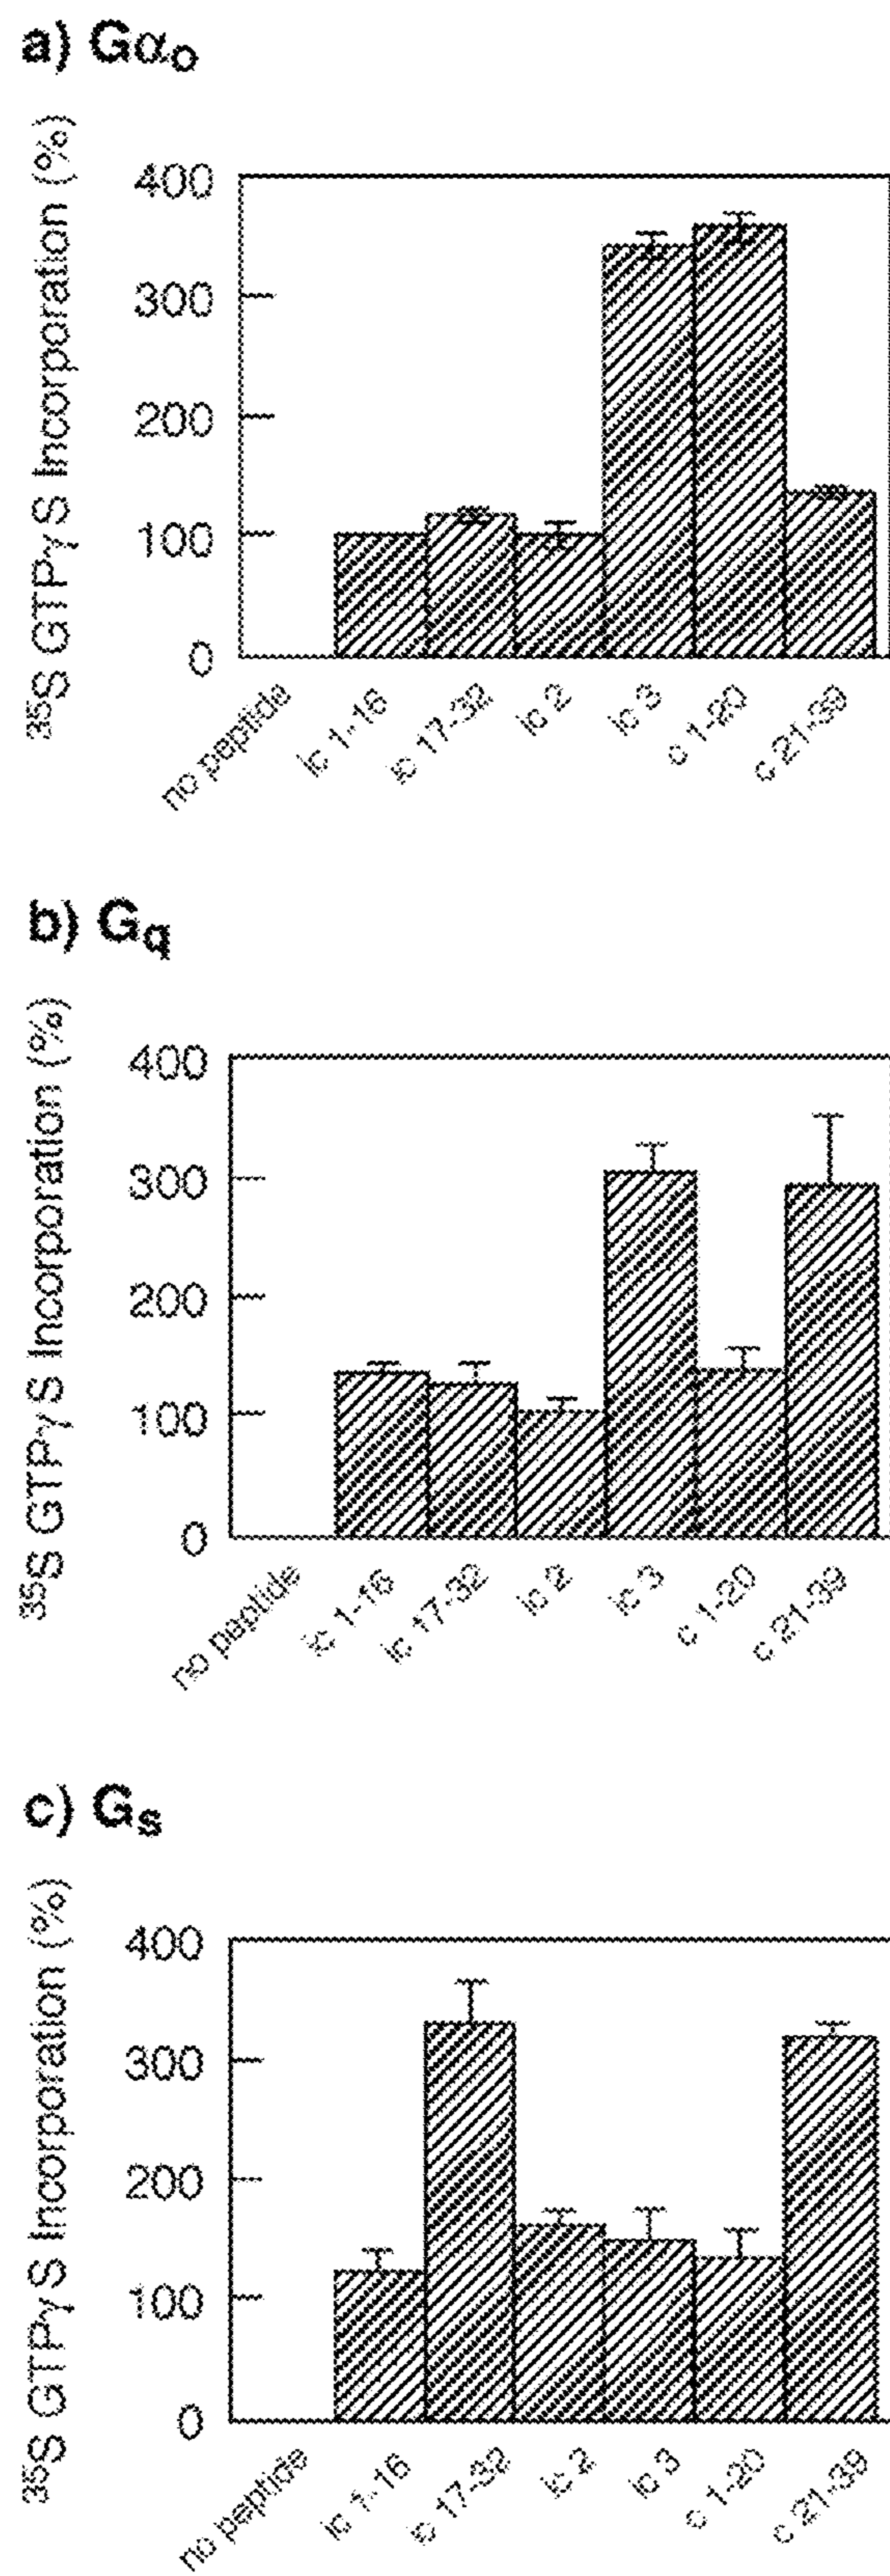 a) Gαo
³⁵S GTPγS Incorporation (%)
400
300
200
100
0
no peptide
ic 1-16
ic 17-32
ic 2
ic 3
c 1-20
c 21-39
b) Gq
³⁵S GTPγS Incorporation (%)
400
300
200
100
0
no peptide
ic 1-16
ic 17-32
ic 2
ic 3
c 1-20
c 21-39
c) Gs
³⁵S GTPγS Incorporation (%)
400
300
200
100
0
no peptide
ic 1-16
ic 17-32
ic 2
ic 3
c 1-20
c 21-39